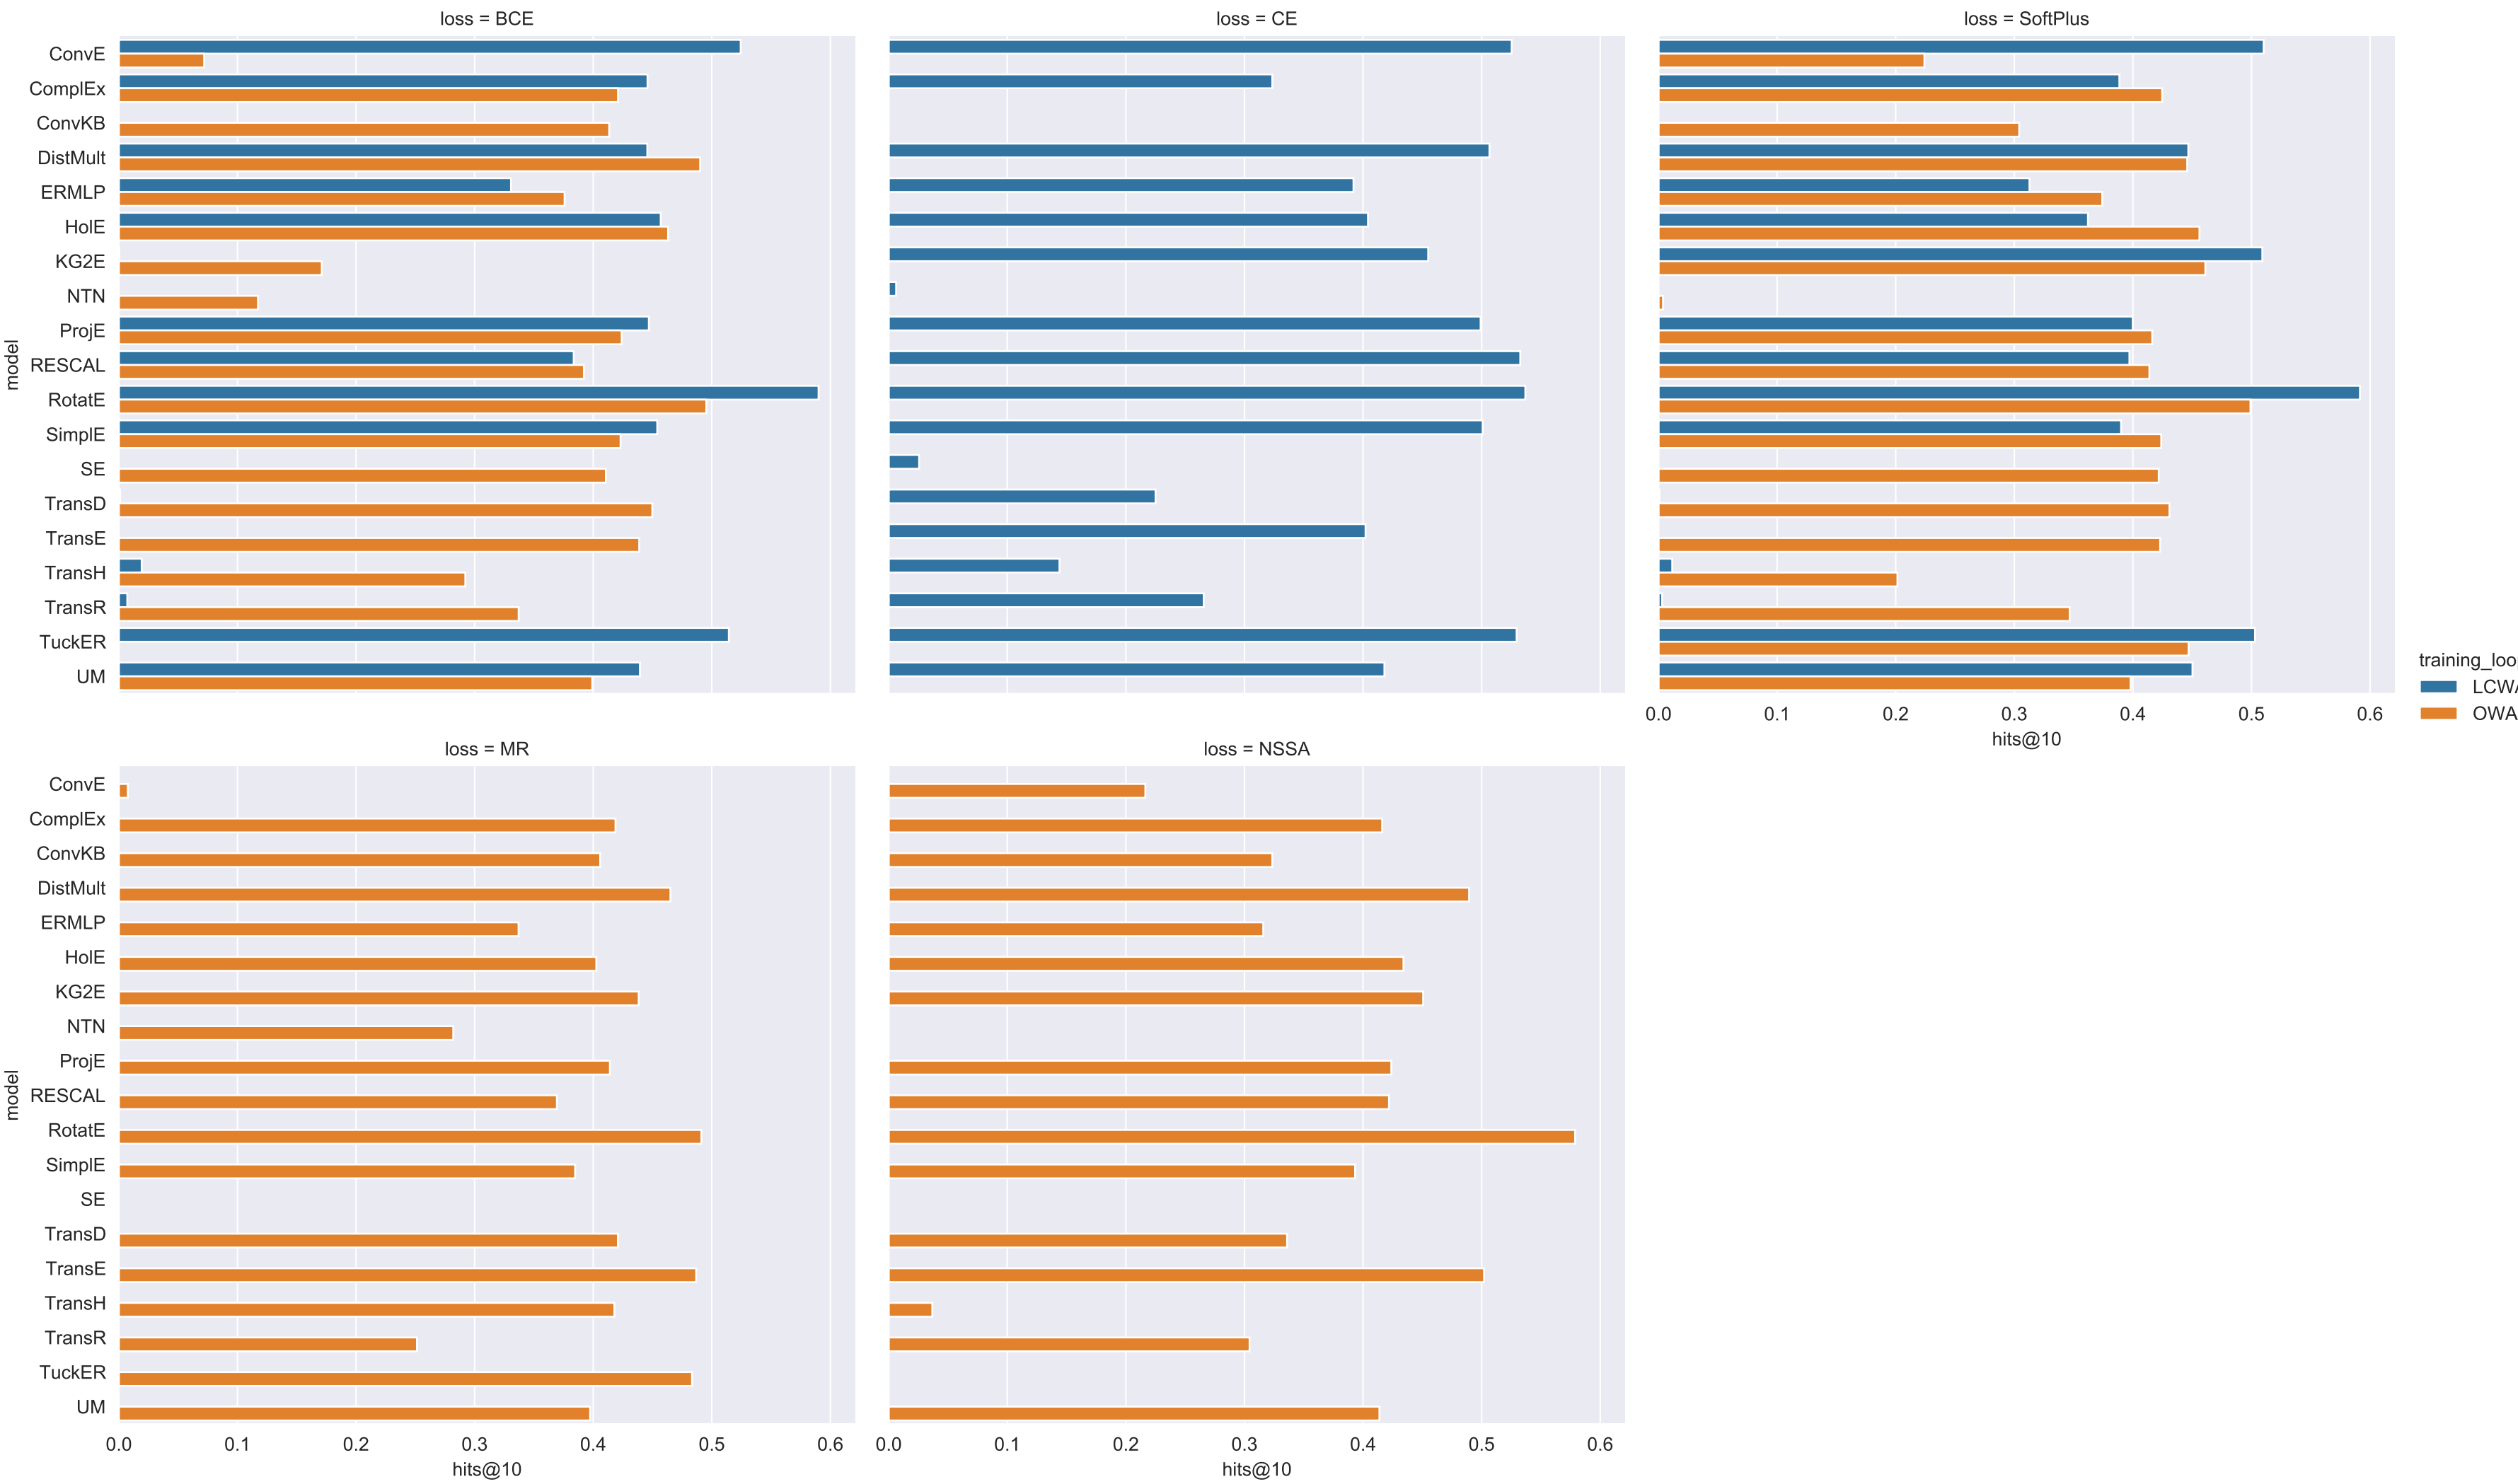 loss = BCE
loss = CE
loss = SoftPlus
ConvE
ComplEx
ConvKB
DistMult
ERMLP
HolE
KG2E
NTN
ProjE
RESCAL
RotatE
SimplE
SE
TransD
TransE
TransH
TransR
TuckER
UM
model
0.0 0.1 0.2 0.3 0.4 0.5 0.6
hits@10
training_loo
LCWA
OWA
loss = MR
loss = NSSA
ConvE
ComplEx
ConvKB
DistMult
ERMLP
HolE
KG2E
NTN
ProjE
RESCAL
RotatE
SimplE
SE
TransD
TransE
TransH
TransR
TuckER
UM
model
0.0 0.1 0.2 0.3 0.4 0.5 0.6
0.0 0.1 0.2 0.3 0.4 0.5 0.6
hits@10
hits@10